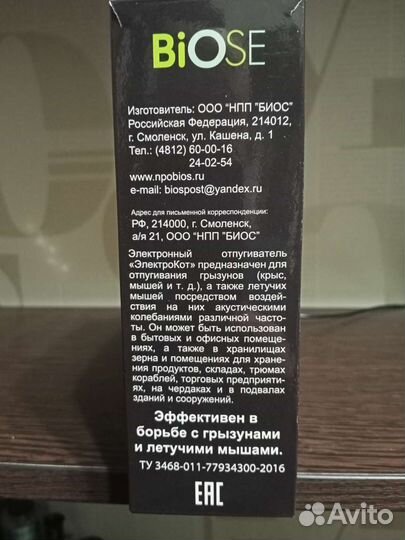 BiOSE
Изготовитель: ООО "НПП "БИОС"
Российская Федерация, 214012,
г. Смоленск, ул. Кашена, д. 1
Тел.: (4812) 60-00-16
24-02-54
www.npobios.ru
e-mail: biospost@yandex.ru
Адрес для письменной корреспонденции:
РФ, 214000, г. Смоленск,
а/я 21, ООО "НПП "БИОС"
Электронный отпугиватель
«ЭлектроКот» предназначен для
отпугивания грызунов (крыс,
мышей и т. д.), а также летучих
мышей посредством воздейст-
вия на них акустическими
колебаниями различной часто-
ты. Он может быть использован
в бытовых и офисных помеще-
ниях, а также в хранилищах
зерна и помещениях для хране-
ния продуктов, складах, трюмах
кораблей, торговых предприяти-
ях, на чердаках и в подвалах
зданий и сооружений.
Эффективен в
борьбе с грызунами
и летучими мышами.
ТУ 3468-011-77934300-2016
EAC
Avito